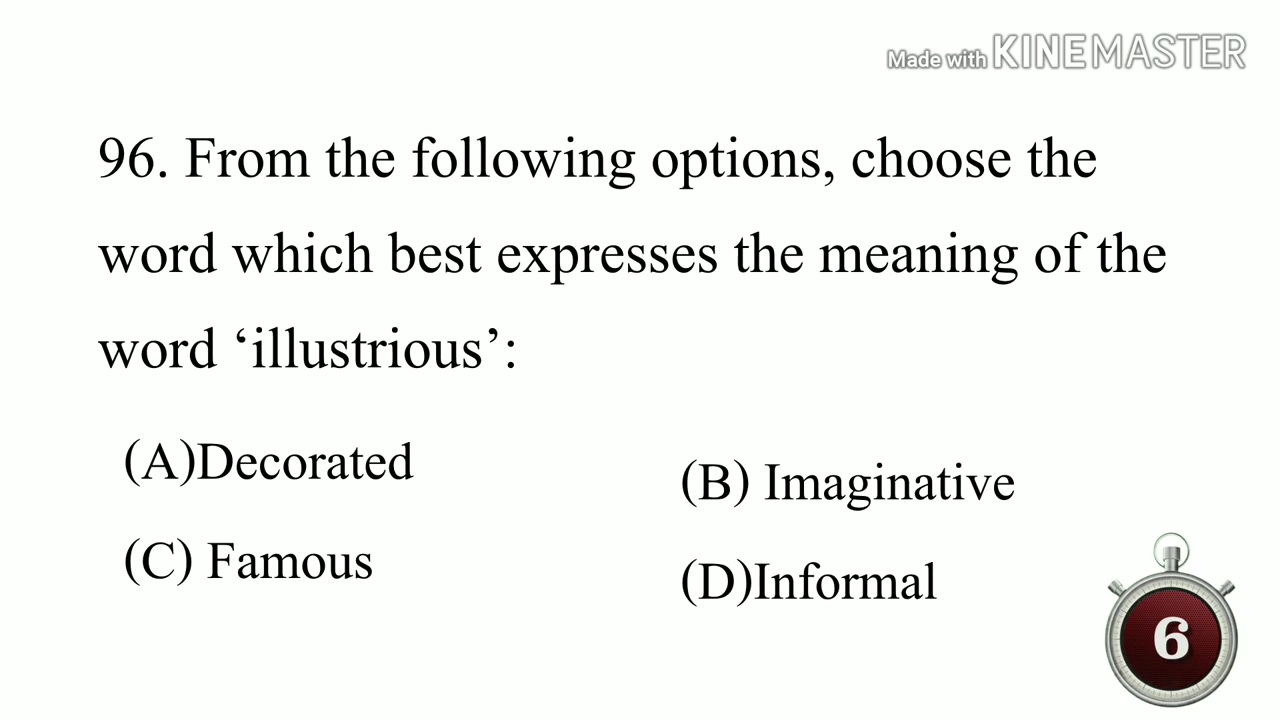 Made with KINEMASTER
96. From the following options, choose the
word which best expresses the meaning of the
word ‘illustrious’:
(A)Decorated
(B) Imaginative
(C) Famous
(D)Informal
6